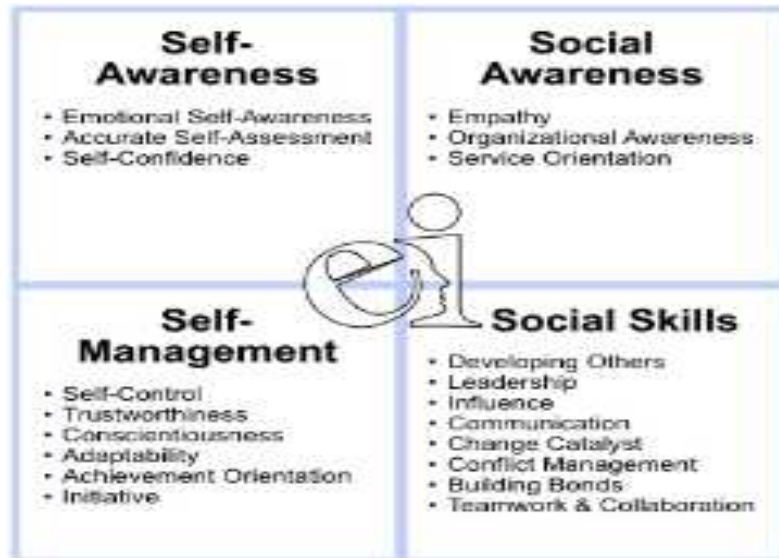 Self-
Awareness
• Emotional Self-Awareness
• Accurate Self-Assessment
• Self-Confidence
Social
Awareness
• Empathy
• Organizational Awareness
• Service Orientation
ei
Self-
Management
• Self-Control
• Trustworthiness
• Conscientiousness
• Adaptability
• Achievement Orientation
• Initiative
Social Skills
• Developing Others
• Leadership
• Influence
• Communication
• Change Catalyst
• Conflict Management
• Building Bonds
• Teamwork & Collaboration